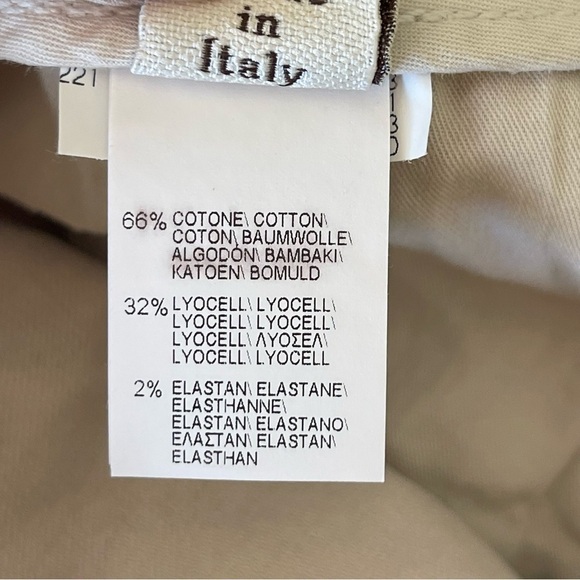 in
Italy
221
66% COTONE\ COTTON\
COTON\ BAUMWOLLE\
ALGODÓN\ BAMBAKI\
KATOEN\ BOMULD
32% LYOCELL\ LYOCELL\
LYOCELL\ LYOCELL\
LYOCELL\ ΛΥΟΣΕΛ\
LYOCELL\ LYOCELL
2% ELASTAN\ ELASTANE\
ELASTHANNE\
ELASTAN\ ELASTANO\
ΕΛΑΣΤΑΝ\ ELASTAN\
ELASTHAN